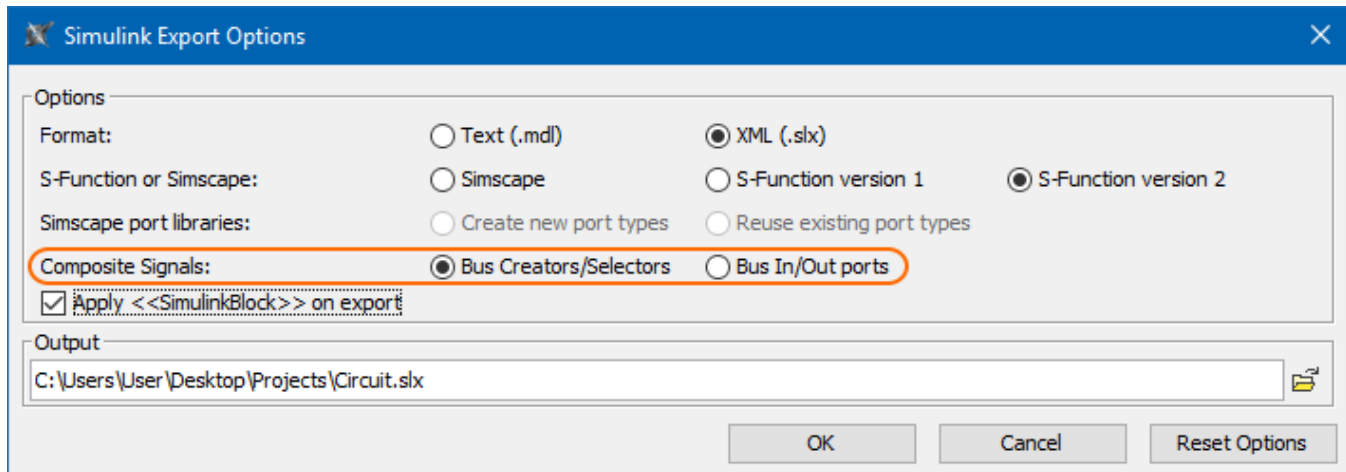 Simulink Export Options
Options
Format: Text (.mdl) XML (.slx)
S-Function or Simscape: Simscape S-Function version 1 S-Function version 2
Simscape port libraries: Create new port types Reuse existing port types
Composite Signals: Bus Creators/Selectors Bus In/Out ports
Apply <<SimulinkBlock>> on export
Output
C:\Users\User\Desktop\Projects\Circuit.slx
OK Cancel Reset Options